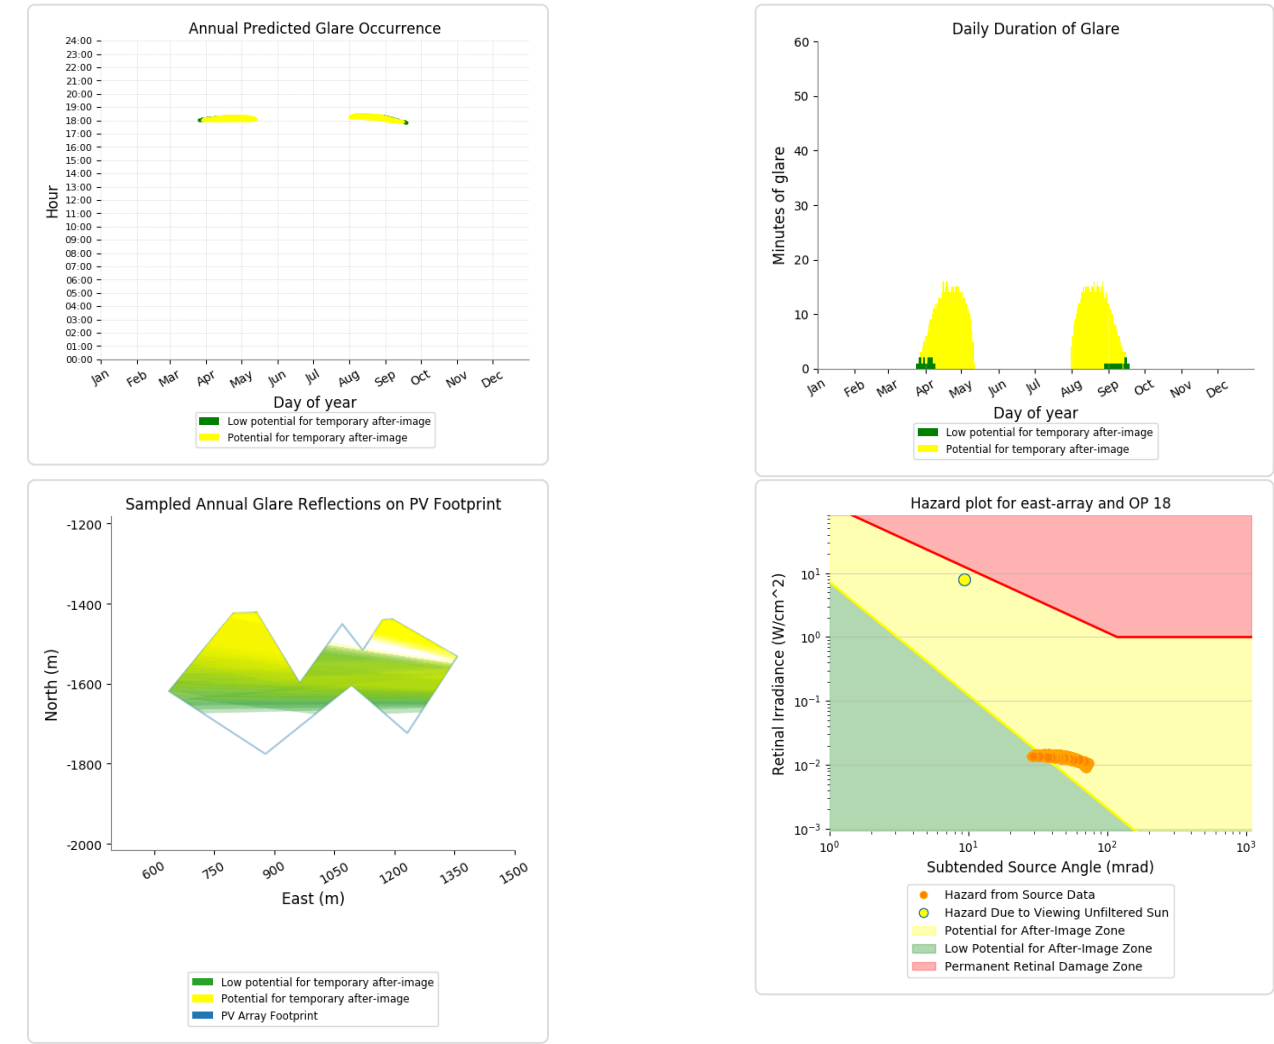 Annual Predicted Glare Occurrence
24:00
23:00
22:00
21:00
20:00
19:00
18:00
17:00
16:00
15:00
14:00
13:00
12:00
11:00
10:00
09:00
08:00
07:00
06:00
05:00
04:00
03:00
02:00
01:00
00:00
Hour
Jan Feb Mar Apr May Jun Jul Aug Sep Oct Nov Dec
Day of year
Low potential for temporary after-image
Potential for temporary after-image
Daily Duration of Glare
60
50
40
30
20
10
0
Minutes of glare
Jan Feb Mar Apr May Jun Jul Aug Sep Oct Nov Dec
Day of year
Low potential for temporary after-image
Potential for temporary after-image
Sampled Annual Glare Reflections on PV Footprint
-1200
-1400
-1600
-1800
-2000
North (m)
600 750 900 1050 1200 1350 1500
East (m)
Low potential for temporary after-image
Potential for temporary after-image
PV Array Footprint
Hazard plot for east-array and OP 18
10^1
10^0
10^-1
10^-2
10^-3
Retinal Irradiance (W/cm^2)
10^0 10^1 10^2 10^3
Subtended Source Angle (mrad)
Hazard from Source Data
Hazard Due to Viewing Unfiltered Sun
Potential for After-Image Zone
Low Potential for After-Image Zone
Permanent Retinal Damage Zone